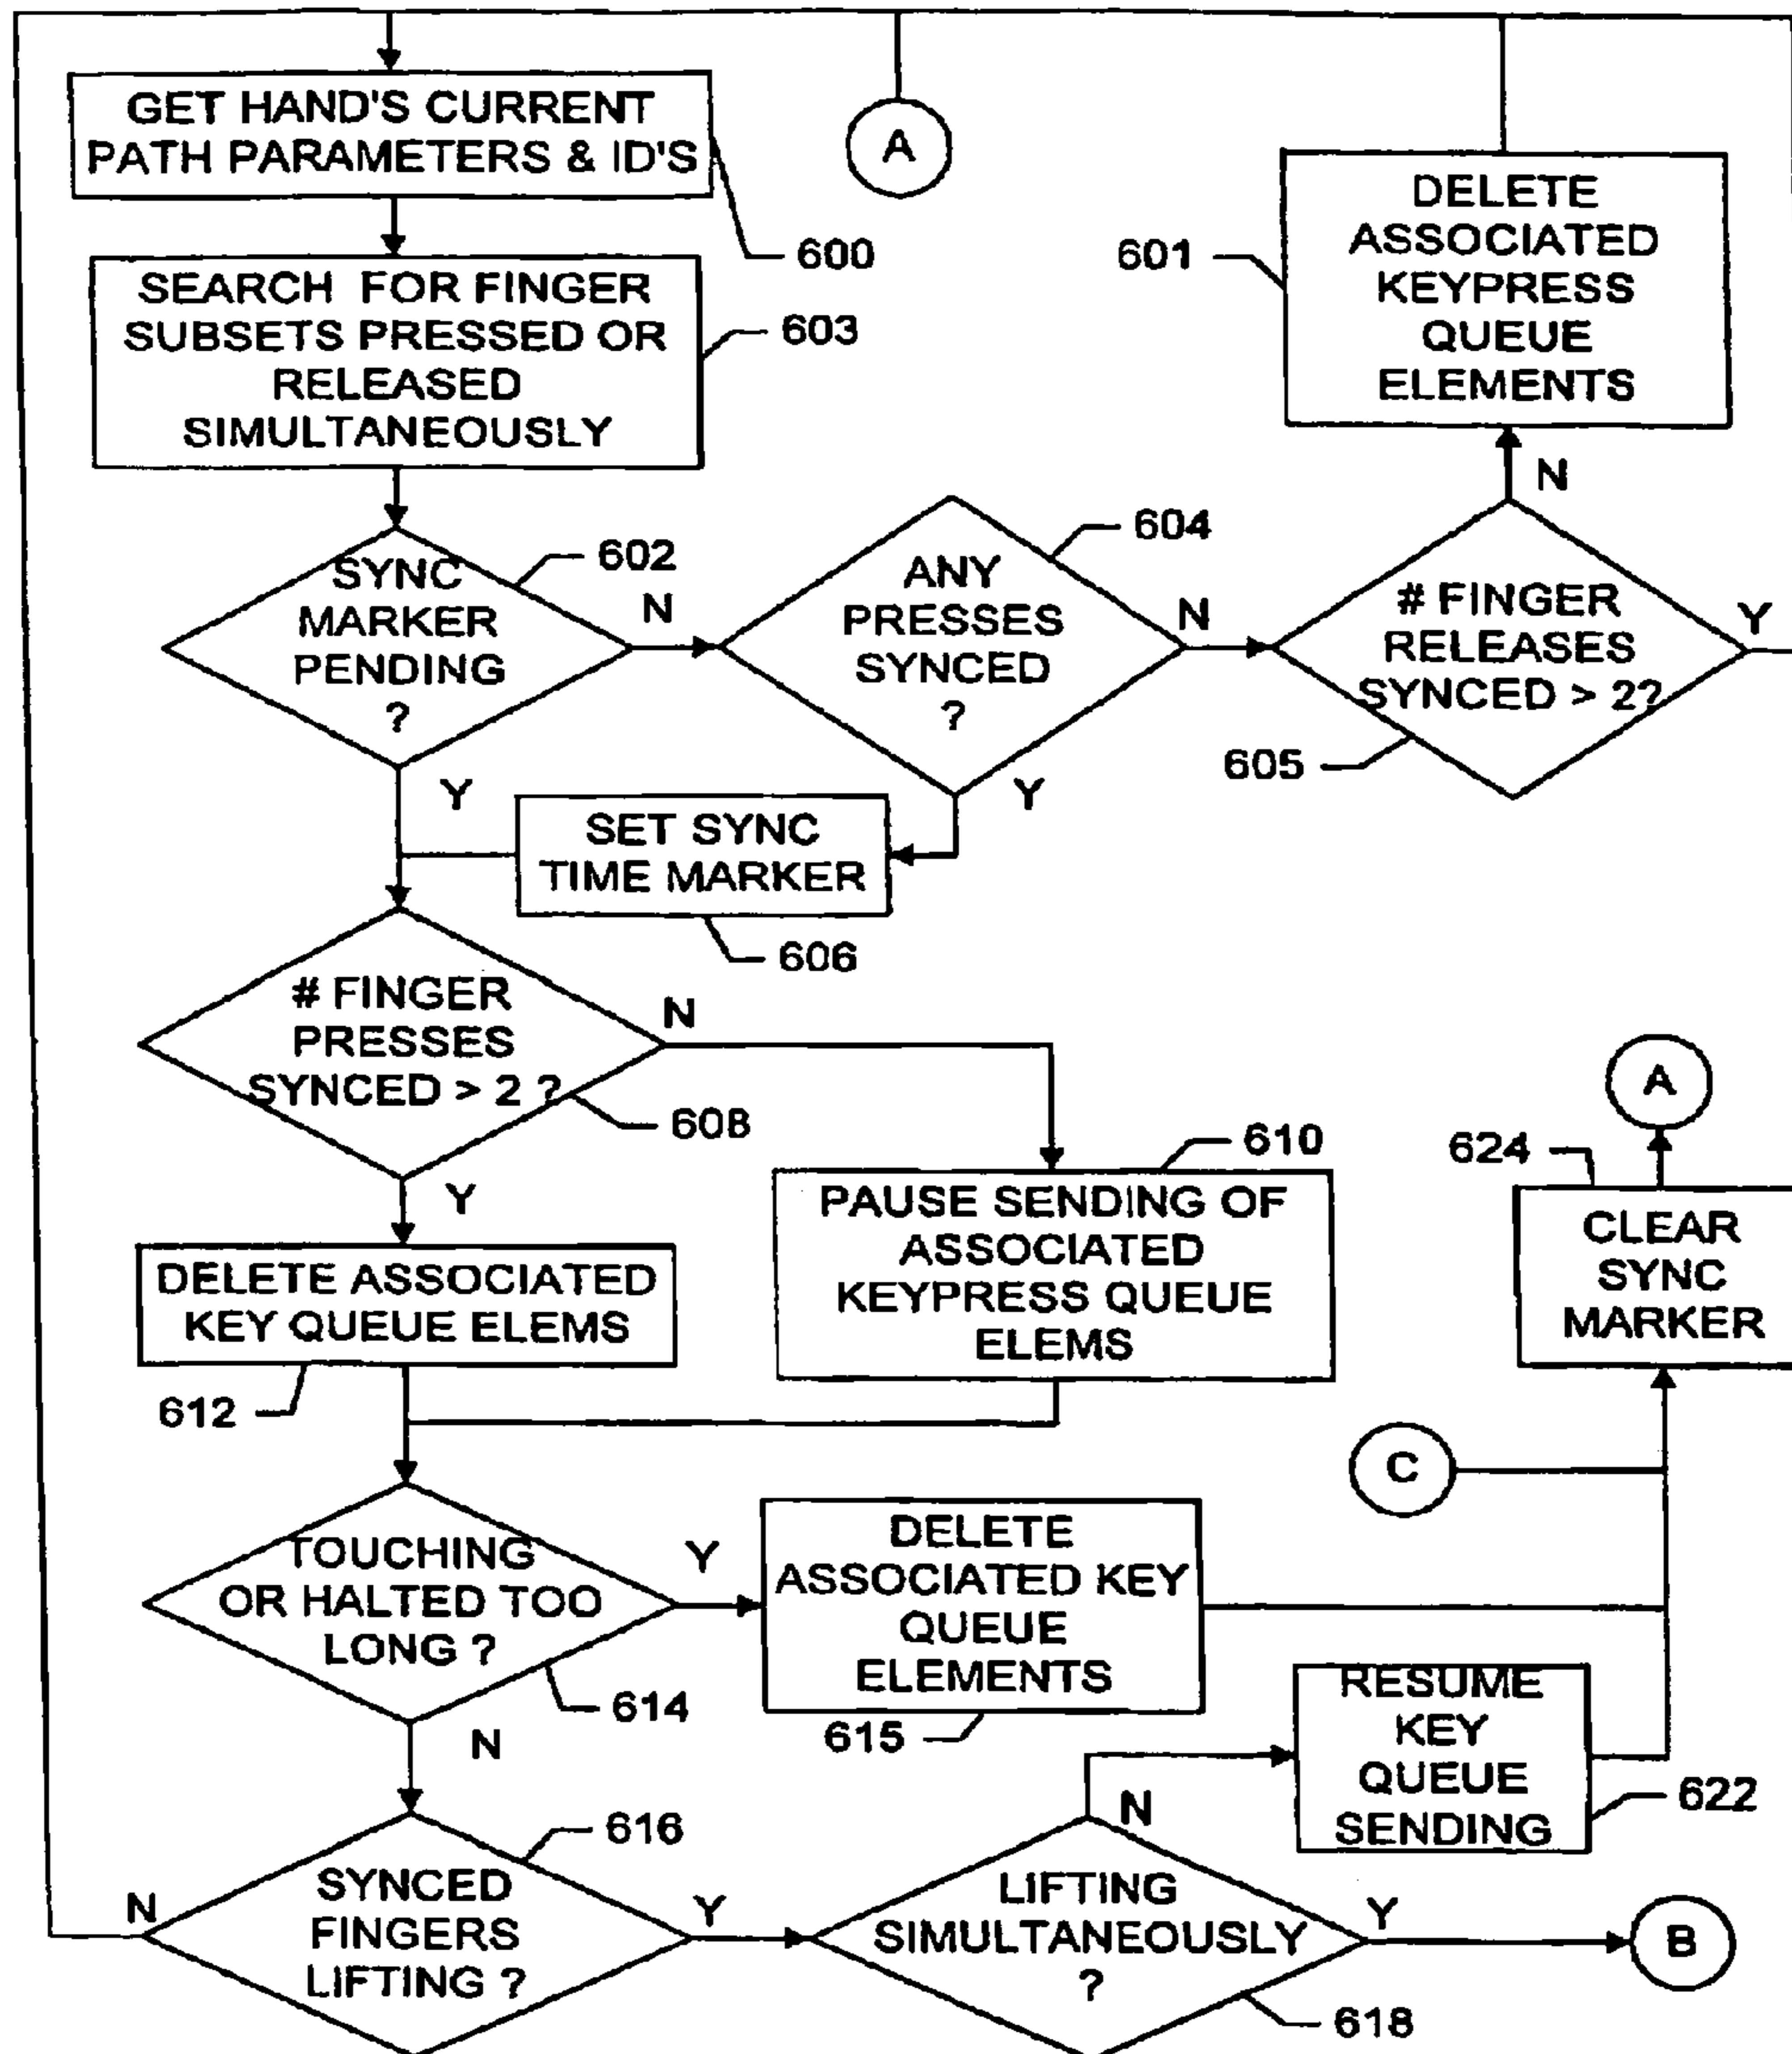 GET HAND'S CURRENT
PATH PARAMETERS & ID'S
600
A
DELETE
ASSOCIATED
KEYPRESS
QUEUE
ELEMENTS
601
SEARCH FOR FINGER
SUBSETS PRESSED OR
RELEASED
SIMULTANEOUSLY
603
N
SYNC
MARKER
PENDING
?
602
N
Y
ANY
PRESSES
SYNCED
?
604
N
Y
# FINGER
RELEASES
SYNCED > 2?
605
Y
SET SYNC
TIME MARKER
606
# FINGER
PRESSES
SYNCED > 2 ?
608
N
Y
610
PAUSE SENDING OF
ASSOCIATED
KEYPRESS QUEUE
ELEMS
A
624
CLEAR
SYNC
MARKER
DELETE ASSOCIATED
KEY QUEUE ELEMS
612
C
TOUCHING
OR HALTED TOO
LONG ?
614
Y
N
DELETE
ASSOCIATED KEY
QUEUE
ELEMENTS
615
RESUME
KEY
QUEUE
SENDING
622
616
N
SYNCED
FINGERS
LIFTING ?
Y
N
LIFTING
SIMULTANEOUSLY
?
618
Y
B